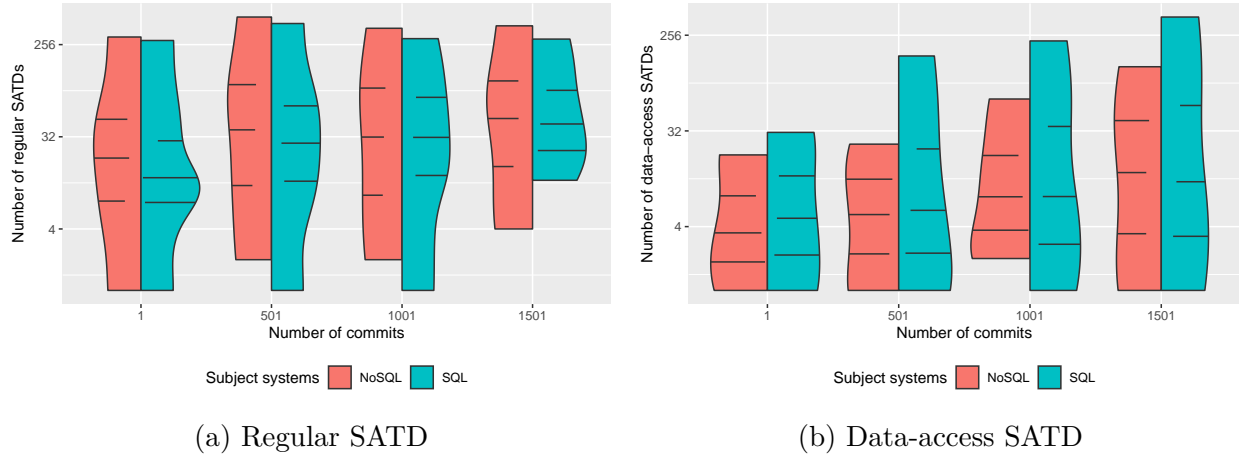 Number of regular SATDs
256
32
4
1
501
1001
1501
Number of commits
Subject systems NoSQL SQL
(a) Regular SATD
Number of data−access SATDs
256
32
4
1
501
1001
1501
Number of commits
Subject systems NoSQL SQL
(b) Data-access SATD